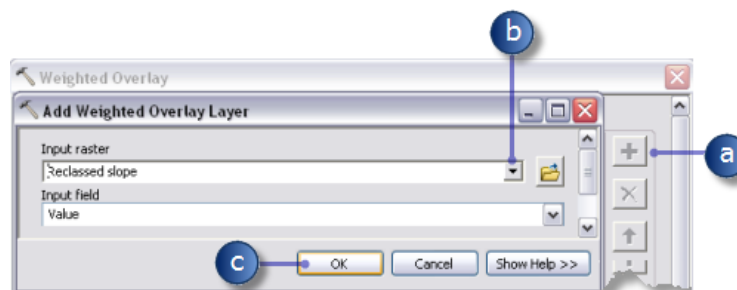 b
Weighted Overlay
Add Weighted Overlay Layer
Input raster
Reclassed slope
a
Input field
Value
c
OK Cancel Show Help >>